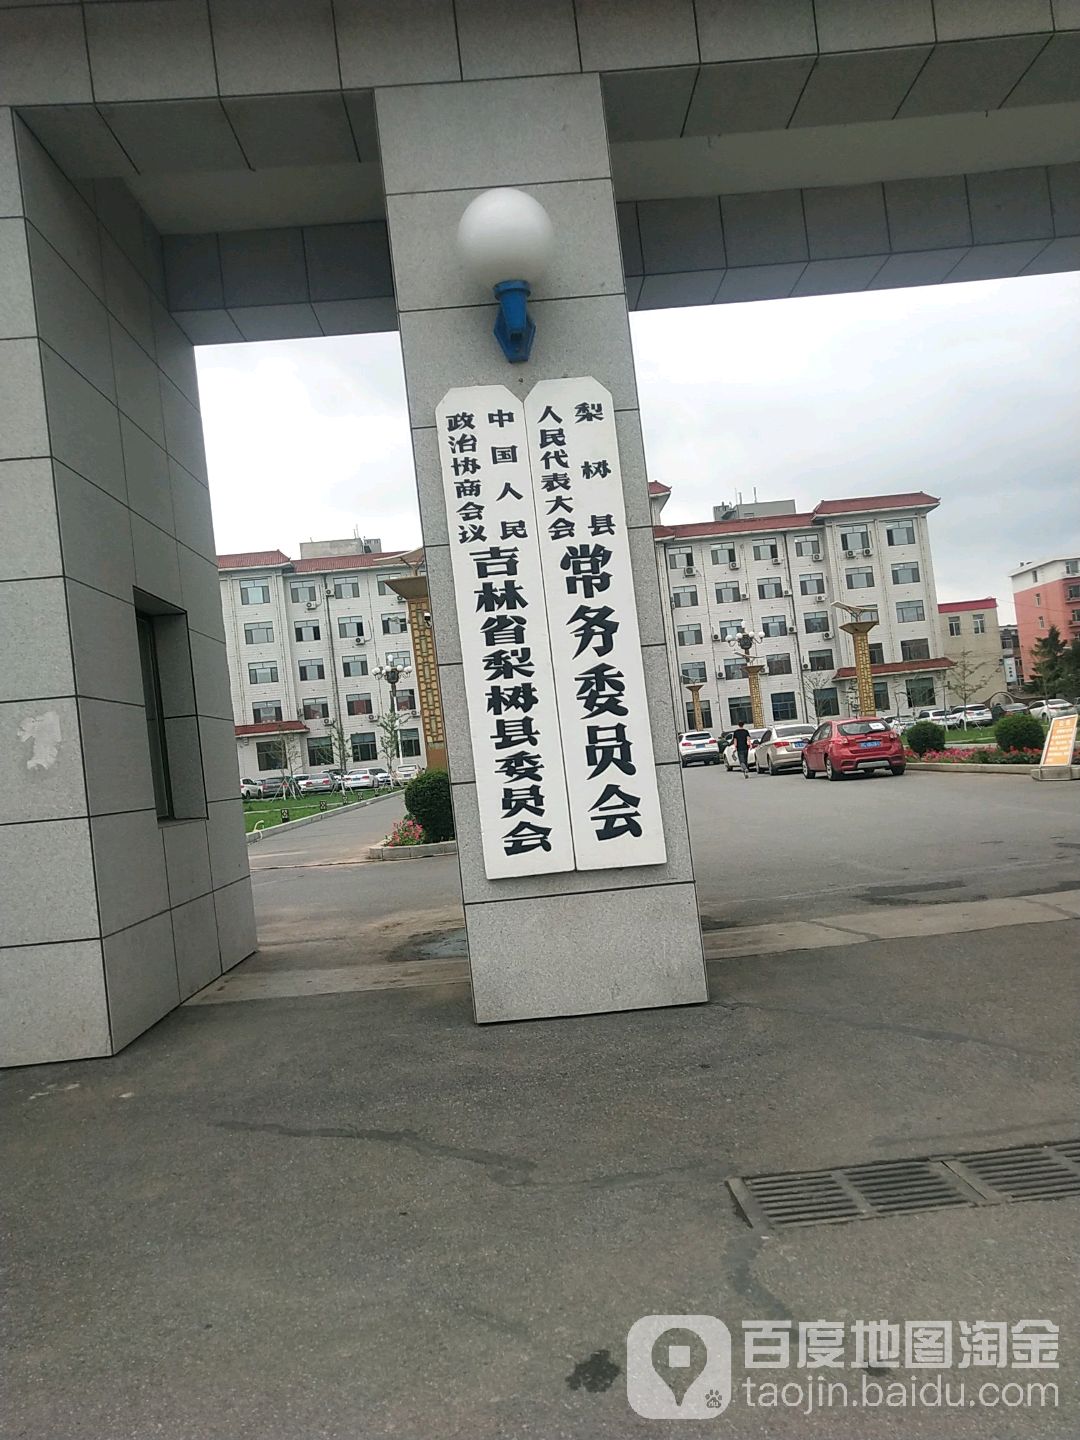 梨树县
人民代表大会
常务委员会
中国人民
政治协商会议
吉林省梨树县委员会
百度地图淘金
taojin.baidu.com